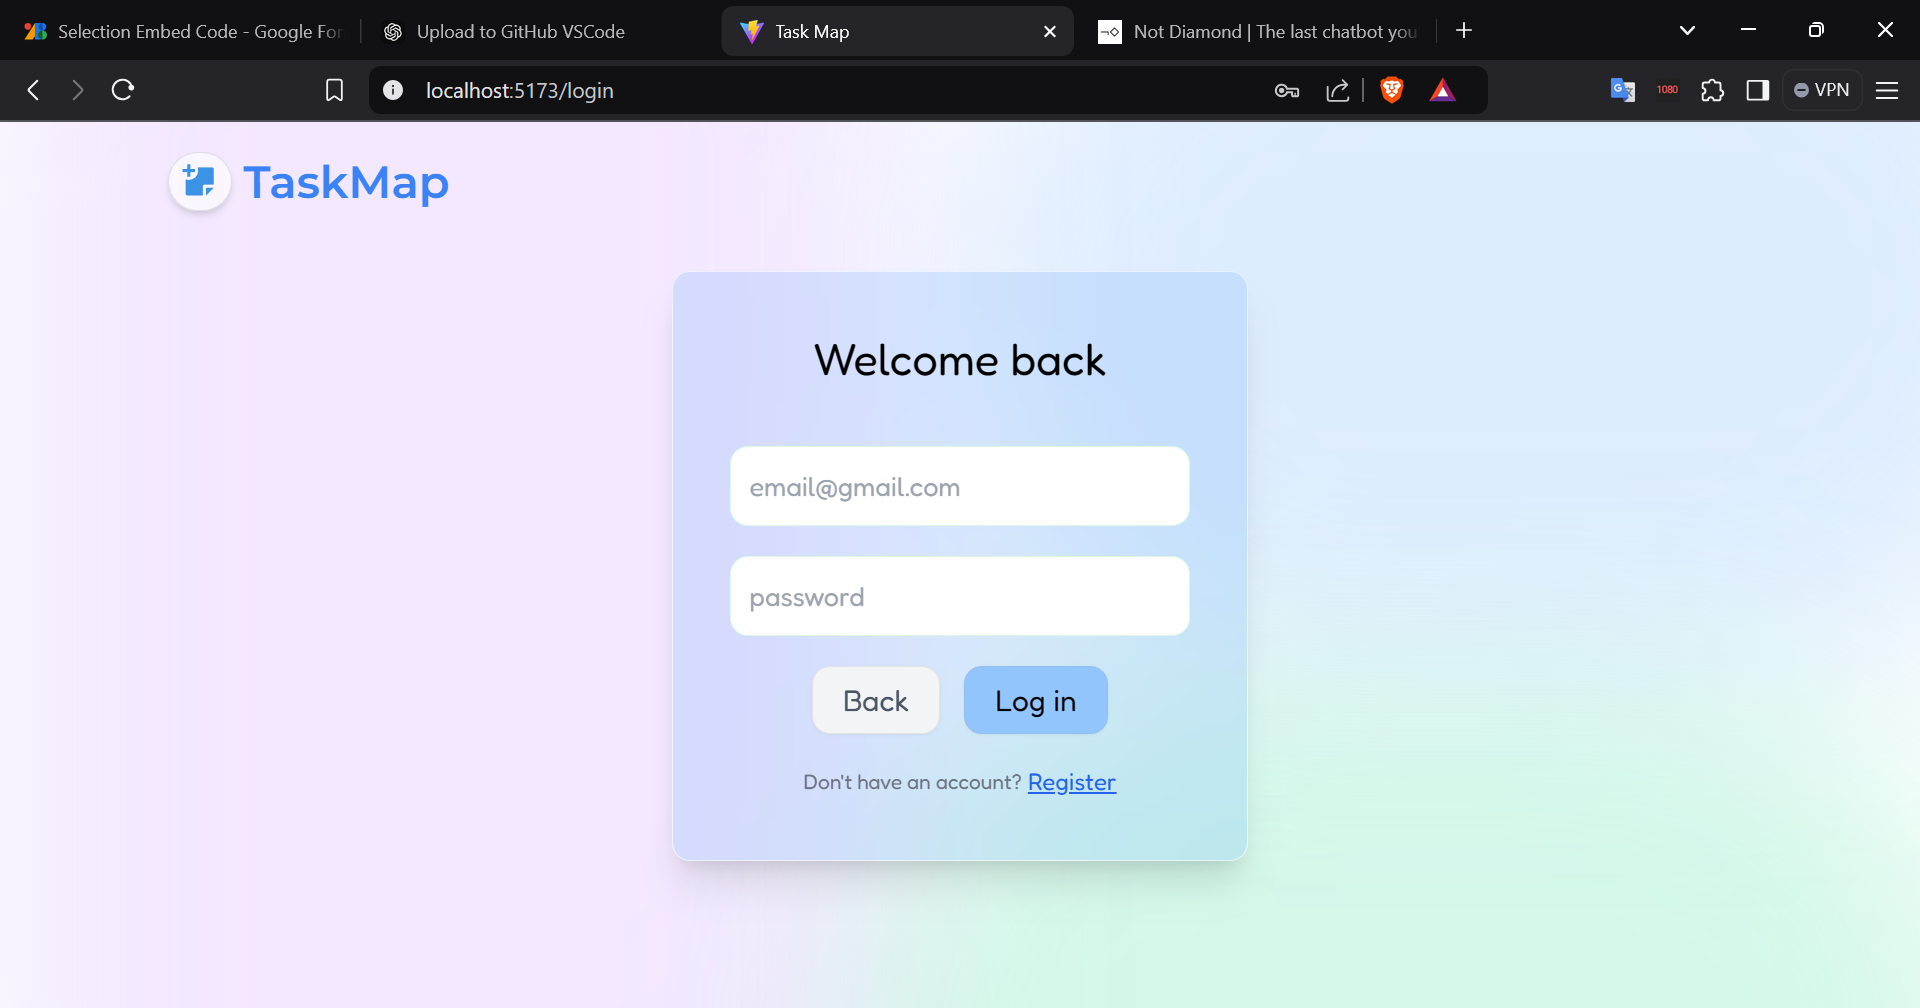 Selection Embed Code - Google For
Upload to GitHub VSCode
Task Map
Not Diamond | The last chatbot you
localhost:5173/login
1080
VPN
TaskMap
Welcome back
email@gmail.com
password
Back
Log in
Don't have an account? Register